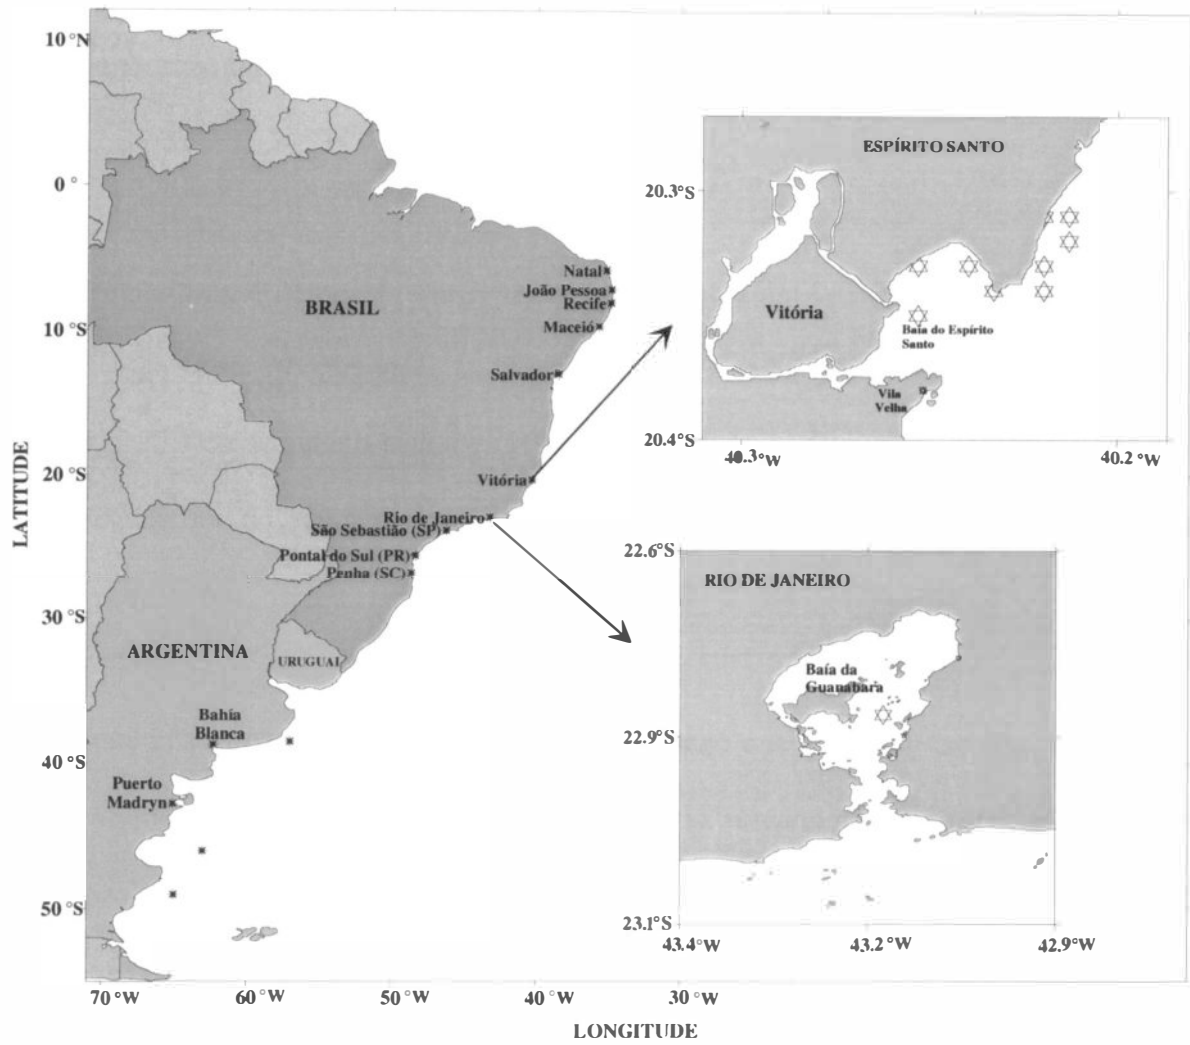 10 °N
0 °
10 °S
20 °S
30 °S
40 °S
50 °S
LATITUDE
70 °W
60 °W
50 °W
40 °W
30 °W
LONGITUDE
BRASIL
Natal
João Pessoa
Recife
Maceió
Salvador
Vitória
Rio de Janeiro
São Sebastião (SP)
Pontal do Sul (PR)
Penha (SC)
ARGENTINA
URUGUAI
Bahía
Blanca
Puerto
Madryn
ESPÍRITO SANTO
20.3°S
Vitória
Baía do Espírito
Santo
Vila
Velha
20.4°S
40.3°W
40.2 °W
22.6°S
RIO DE JANEIRO
Baía da
Guanabara
22.9°S
23.1°S
43.4°W
43.2 °W
42.9°W